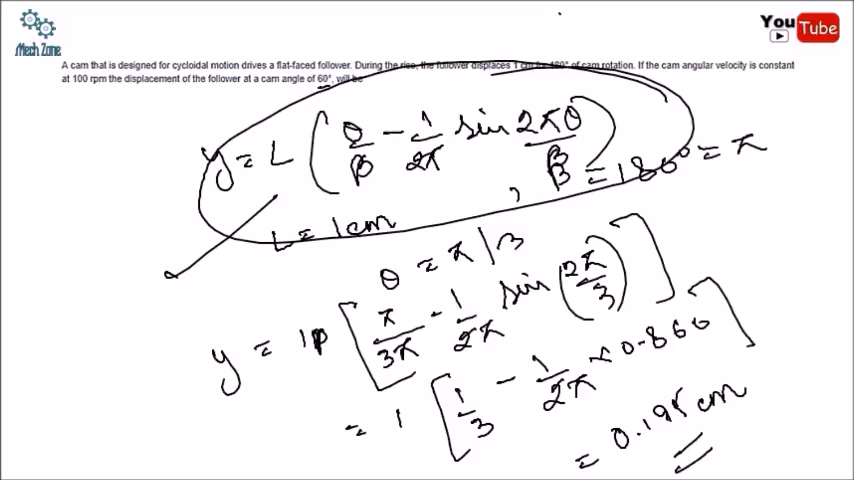 Mech Zone
You Tube
A cam that is designed for cycloidal motion drives a flat-faced follower. During the rise, the follower displaces 1 cm for 180° of cam rotation. If the cam angular velocity is constant
at 100 rpm the displacement of the follower at a cam angle of 60°, will be
y = L ( θ/β - 1/2π sin 2πθ/β )
L = 1cm , β = 180° = π
θ = π/3
y = 1 [ π/3π - 1/2π sin (2π/3) ]
= 1 [ 1/3 - 1/2π × 0.866 ]
= 0.195 cm